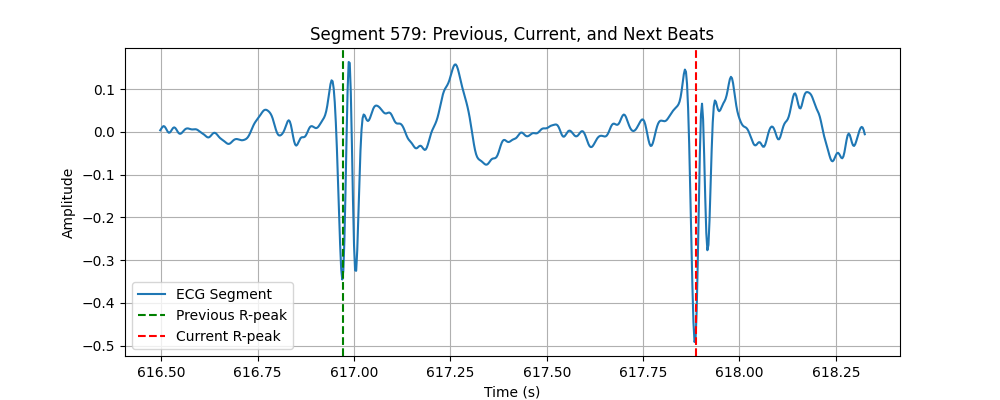 Segment 579: Previous, Current, and Next Beats
Amplitude
0.1
0.0
−0.1
−0.2
−0.3
−0.4
−0.5
ECG Segment
Previous R-peak
Current R-peak
616.50 616.75 617.00 617.25 617.50 617.75 618.00 618.25
Time (s)